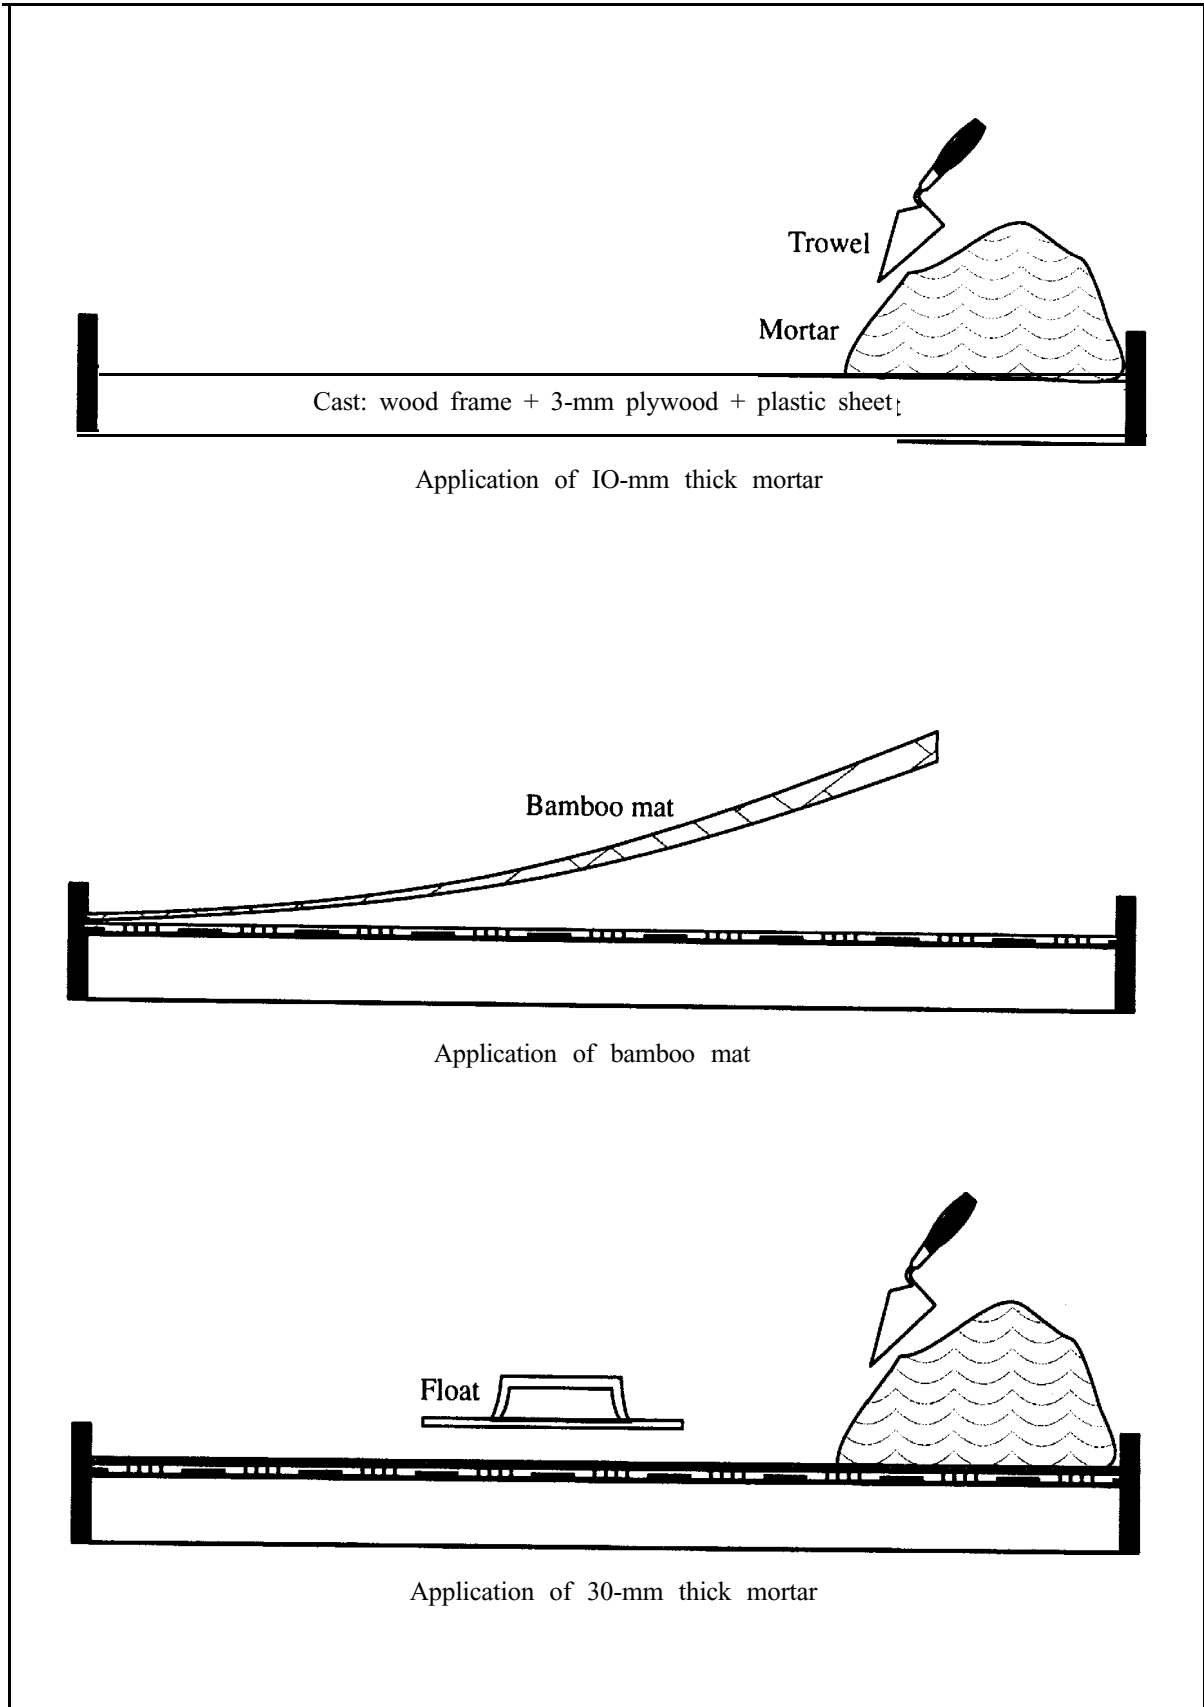 Trowel
Mortar
Cast: wood frame + 3-mm plywood + plastic sheet
Application of IO-mm thick mortar
Bamboo mat
Application of bamboo mat
Float
Application of 30-mm thick mortar